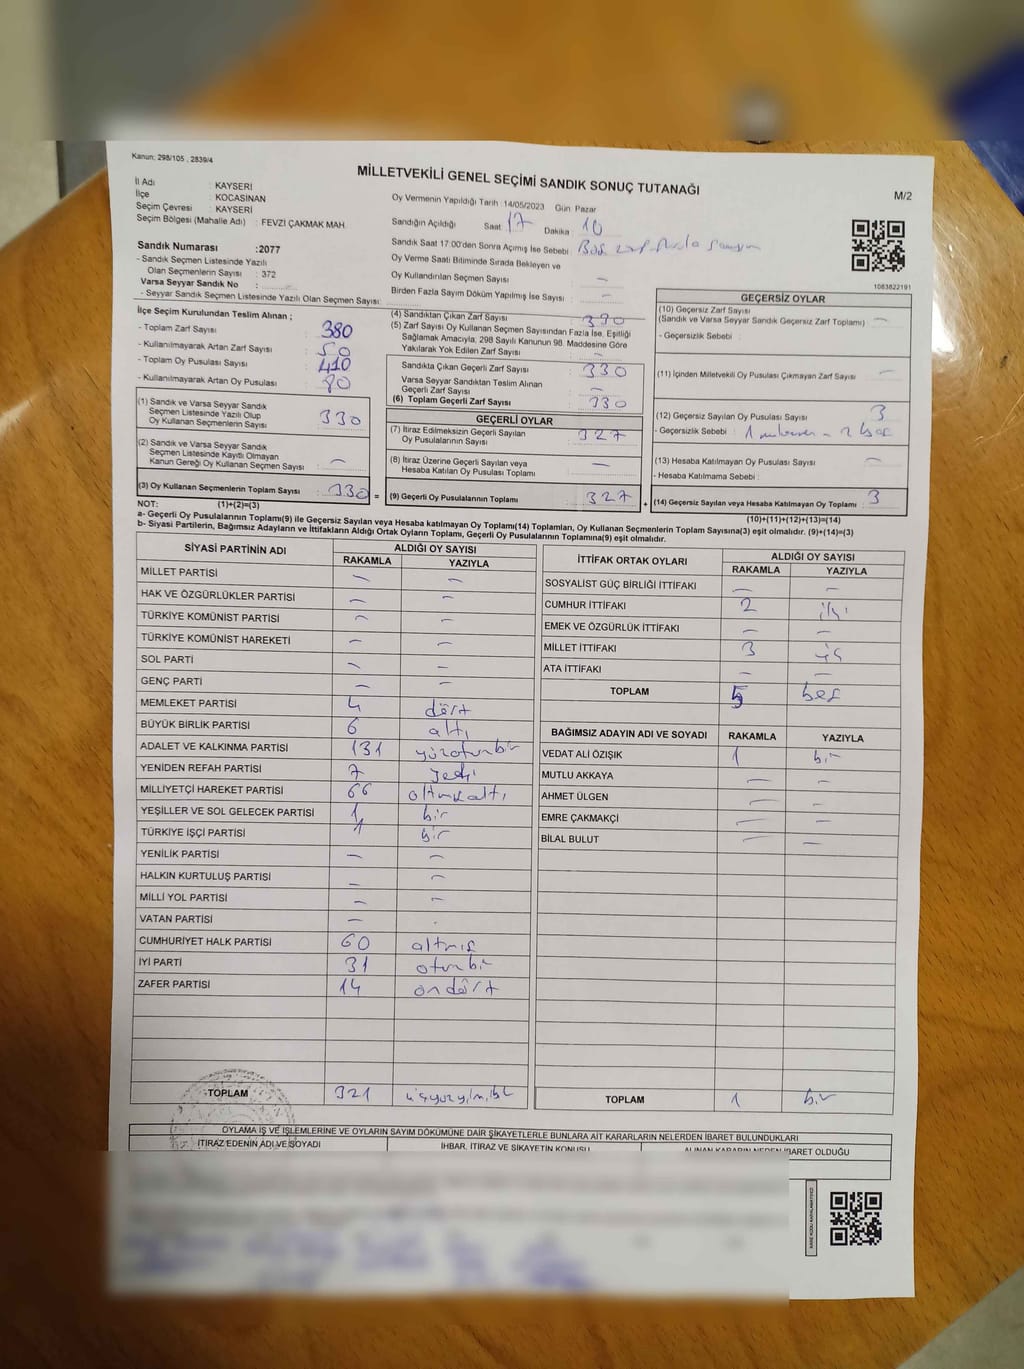 Kanun: 298/105 , 2839/4
MİLLETVEKİLİ GENEL SEÇİMİ SANDIK SONUÇ TUTANAĞI
M/2
İl Adı : KAYSERİ
İlçe : KOCASİNAN
Seçim Çevresi : KAYSERİ
Seçim Bölgesi (Mahalle Adı) : FEVZİ ÇAKMAK MAH.
Oy Vermenin Yapıldığı Tarih :14/05/2023 Gün Pazar
Sandığın Açıldığı Saat 17 Dakika 10
Sandık Saat 17:00'den Sonra Açımış İse Sebebi : Boş zarf
Oy Verme Saati Bitiminde Sırada Bekleyen ve
Oy Kullandırılan Seçmen Sayısı : —
Birden Fazla Sayım Döküm Yapılmış İse Sayısı : —
1083822191
Sandık Numarası :2077
- Sandık Seçmen Listesinde Yazılı
Olan Seçmenlerin Sayısı : 372
Varsa Seyyar Sandık No :
- Seyyar Sandık Seçmen Listesinde Yazılı Olan Seçmen Sayısı:
İlçe Seçim Kurulundan Teslim Alınan ;
- Toplam Zarf Sayısı : 380
- Kullanılmayarak Artan Zarf Sayısı : 50
- Toplam Oy Pusulası Sayısı : 410
- Kullanılmayarak Artan Oy Pusulası : 80
(1) Sandık ve Varsa Seyyar Sandık
Seçmen Listesinde Yazılı Olup
Oy Kullanan Seçmenlerin Sayısı : 330
(2) Sandık ve Varsa Seyyar Sandık
Seçmen Listesinde Kayıtlı Olmayan
Kanun Gereği Oy Kullanan Seçmen Sayısı : —
(3) Oy Kullanan Seçmenlerin Toplam Sayısı : 330 =
(1)+(2)=(3)
(4) Sandıktan Çıkan Zarf Sayısı : 330
(5) Zarf Sayısı Oy Kullanan Seçmen Sayısından Fazla İse, Eşitliği
Sağlamak Amacıyla; 298 Sayılı Kanunun 98. Maddesine Göre
Yakılarak Yok Edilen Zarf Sayısı : —
Sandıkta Çıkan Geçerli Zarf Sayısı : 330
Varsa Seyyar Sandıktan Teslim Alınan
Geçerli Zarf Sayısı : —
(6) Toplam Geçerli Zarf Sayısı : 330
GEÇERLİ OYLAR
(7) İtiraz Edilmeksizin Geçerli Sayılan
Oy Pusulalarının Sayısı : 327
(8) İtiraz Üzerine Geçerli Sayılan veya
Hesaba Katılan Oy Pusulası Toplamı : —
(9) Geçerli Oy Pusulalarının Toplamı : 327 +
GEÇERSİZ OYLAR
(10) Geçersiz Zarf Sayısı
(Sandık ve Varsa Seyyar Sandık Geçersiz Zarf Toplamı) : —
- Geçersizlik Sebebi :
(11) İçinden Milletvekili Oy Pusulası Çıkmayan Zarf Sayısı : —
(12) Geçersiz Sayılan Oy Pusulası Sayısı : 3
- Geçersizlik Sebebi : 1 - 2 boş
(13) Hesaba Katılmayan Oy Pusulası Sayısı : —
- Hesaba Katılmama Sebebi :
(14) Geçersiz Sayılan veya Hesaba Katılmayan Oy Toplamı : 3
(10)+(11)+(12)+(13)=(14)
NOT:
a- Geçerli Oy Pusulalarının Toplamı(9) ile Geçersiz Sayılan veya Hesaba katılmayan Oy Toplamı(14) Toplamları, Oy Kullanan Seçmenlerin Toplam Sayısına(3) eşit olmalıdır. (9)+(14)=(3)
b- Siyasi Partilerin, Bağımsız Adayların ve İttifakların Aldığı Ortak Oyların Toplamı, Geçerli Oy Pusulalarının Toplamına(9) eşit olmalıdır.
SİYASİ PARTİNİN ADI ALDIĞI OY SAYISI
RAKAMLA YAZIYLA
MİLLET PARTİSİ — —
HAK VE ÖZGÜRLÜKLER PARTİSİ — —
TÜRKİYE KOMÜNİST PARTİSİ — —
TÜRKİYE KOMÜNİST HAREKETİ — —
SOL PARTİ — —
GENÇ PARTİ — —
MEMLEKET PARTİSİ 4 dört
BÜYÜK BİRLİK PARTİSİ 6 altı
ADALET VE KALKINMA PARTİSİ 131 yüzotuzbir
YENİDEN REFAH PARTİSİ 7 yedi
MİLLİYETÇİ HAREKET PARTİSİ 66 altmışaltı
YEŞİLLER VE SOL GELECEK PARTİSİ 1 bir
TÜRKİYE İŞÇİ PARTİSİ 1 bir
YENİLİK PARTİSİ — —
HALKIN KURTULUŞ PARTİSİ — —
MİLLİ YOL PARTİSİ — —
VATAN PARTİSİ —
CUMHURİYET HALK PARTİSİ 60 altmış
İYİ PARTİ 31 otuzbir
ZAFER PARTİSİ 14 ondört
TOPLAM 321 üçyüzyirmibir
İTTİFAK ORTAK OYLARI ALDIĞI OY SAYISI
RAKAMLA YAZIYLA
SOSYALİST GÜÇ BİRLİĞİ İTTİFAKI — —
CUMHUR İTTİFAKI 2 iki
EMEK VE ÖZGÜRLÜK İTTİFAKI — —
MİLLET İTTİFAKI 3 üç
ATA İTTİFAKI — —
TOPLAM 5 beş
BAĞIMSIZ ADAYIN ADI VE SOYADI RAKAMLA YAZIYLA
VEDAT ALİ ÖZIŞIK 1 bir
MUTLU AKKAYA — —
AHMET ÜLGEN — —
EMRE ÇAKMAKÇİ — —
BİLAL BULUT — —
TOPLAM 1 bir
OYLAMA İŞ VE İŞLEMLERİNE VE OYLARIN SAYIM DÖKÜMÜNE DAİR ŞİKAYETLERLE BUNLARA AİT KARARLARIN NELERDEN İBARET BULUNDUKLARI
İTİRAZ EDENİN ADI VE SOYADI İHBAR, İTİRAZ VE ŞİKAYETİN KONUSU ALINAN KARARIN NEDEN İBARET OLDUĞU